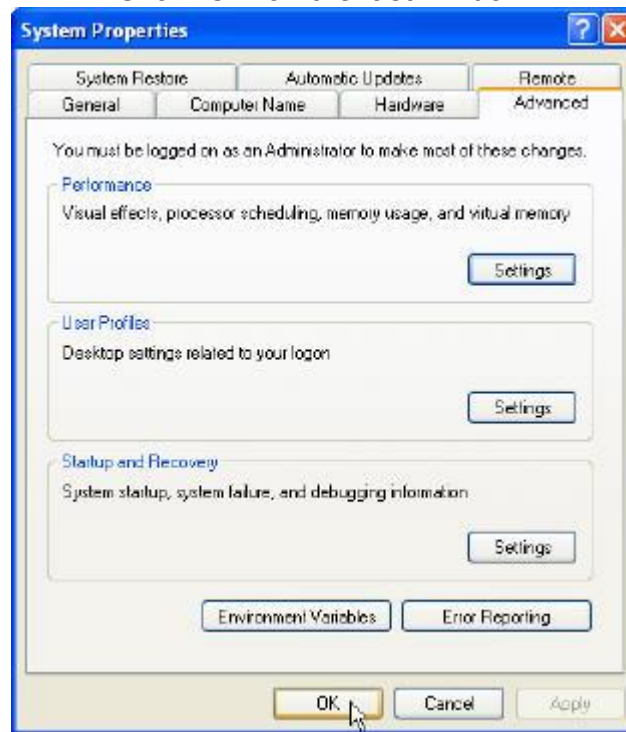 System Properties
System Restore Automatic Updates Remote
General Computer Name Hardware Advanced
You must be logged on as an Administrator to make most of these changes.
Performance
Visual effects, processor scheduling, memory usage, and virtual memory
Settings
User Profiles
Desktop settings related to your logon
Settings
Startup and Recovery
System startup, system failure, and debugging information
Settings
Environment Variables Error Reporting
OK Cancel Apply